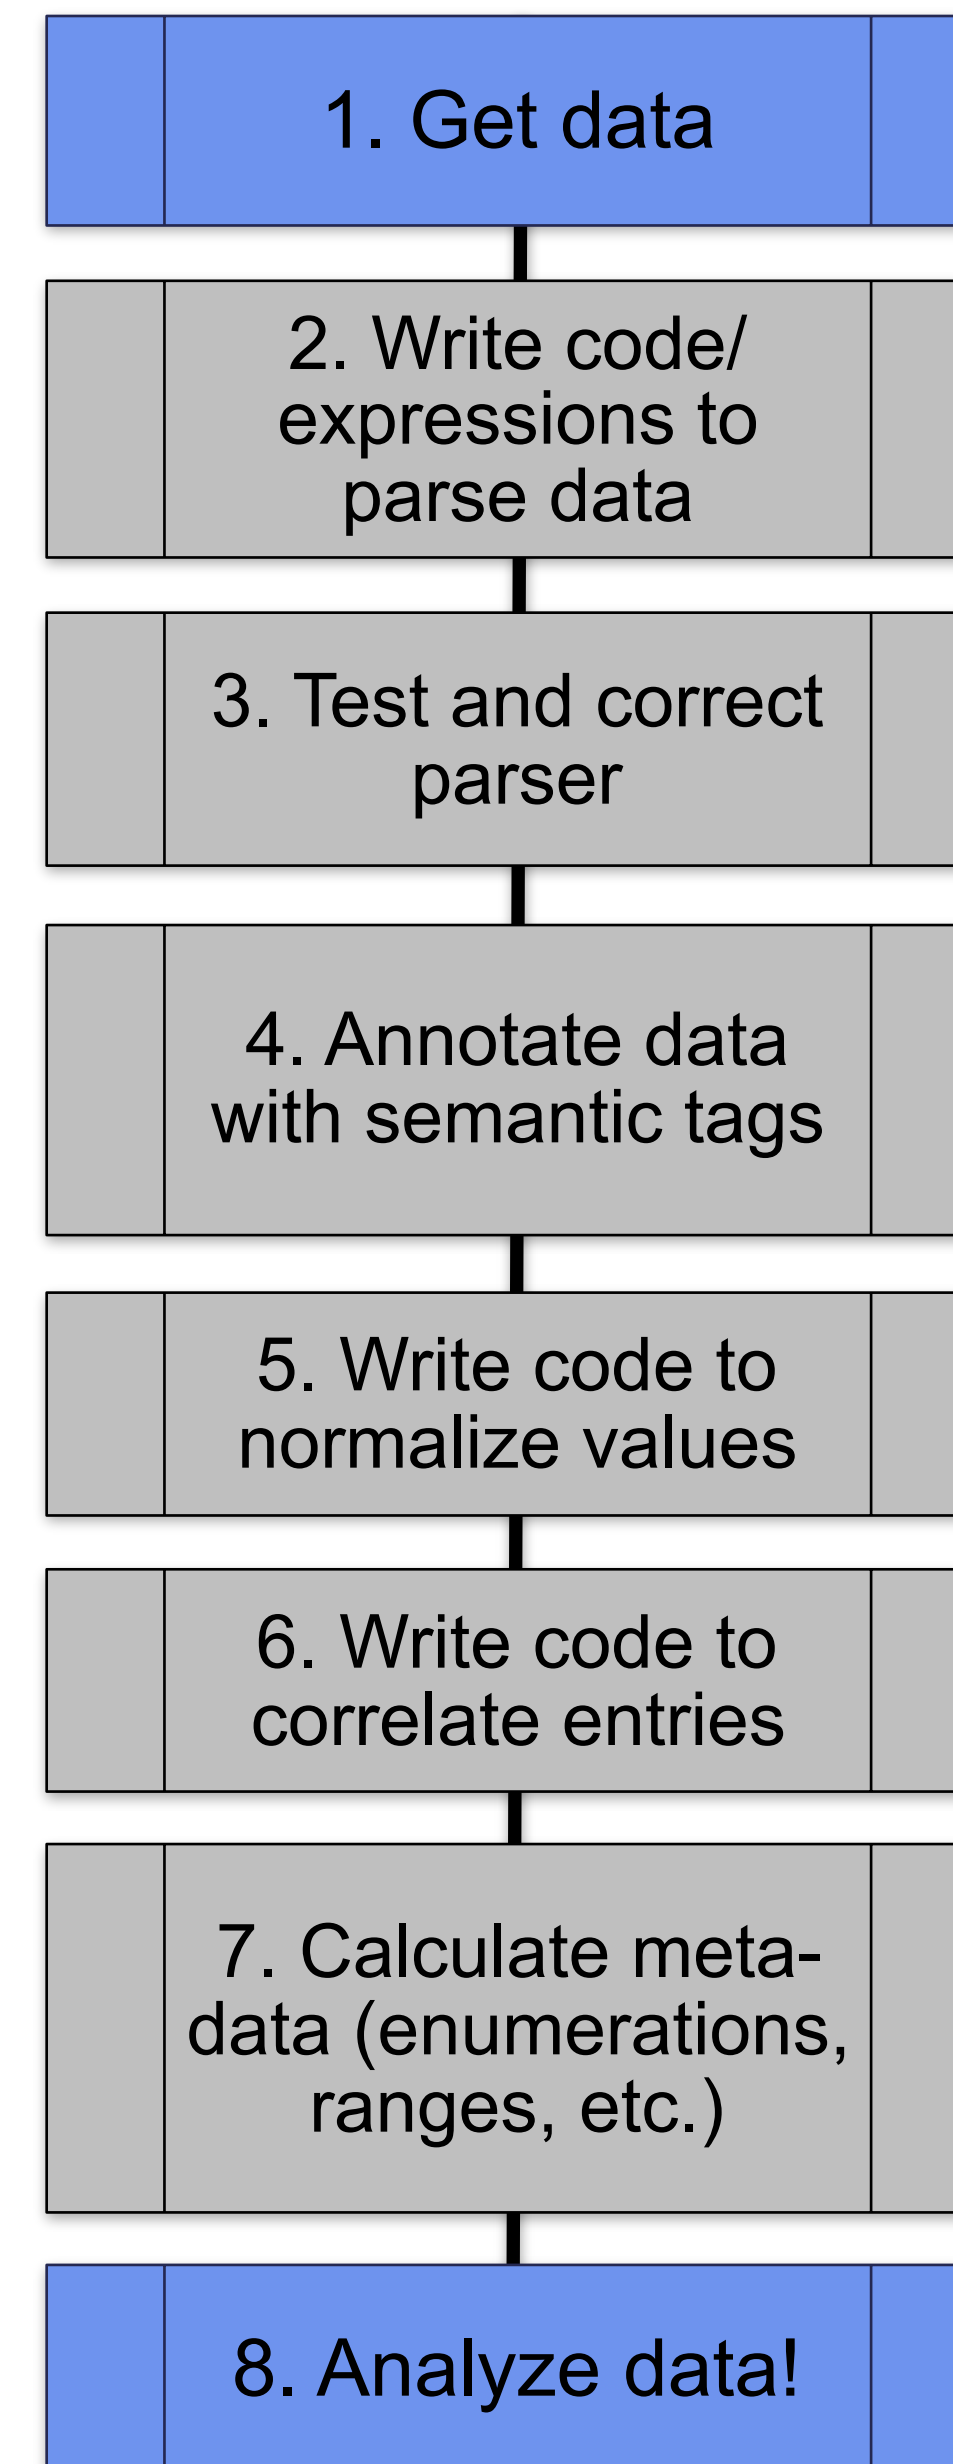 1. Get data
2. Write code/
expressions to
parse data
3. Test and correct
parser
4. Annotate data
with semantic tags
5. Write code to
normalize values
6. Write code to
correlate entries
7. Calculate meta-
data (enumerations,
ranges, etc.)
8. Analyze data!